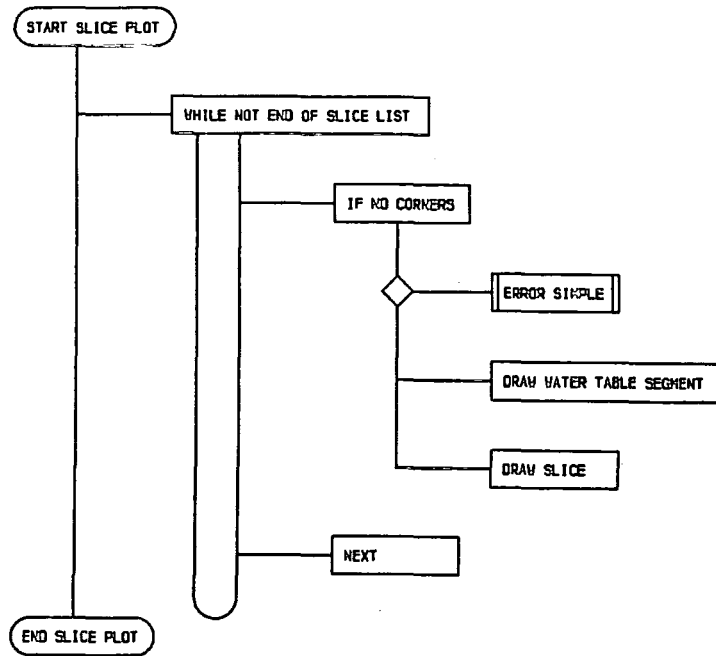 START SLICE PLOT
WHILE NOT END OF SLICE LIST
IF NO CORNERS
ERROR SIMPLE
DRAW WATER TABLE SEGMENT
DRAW SLICE
NEXT
END SLICE PLOT